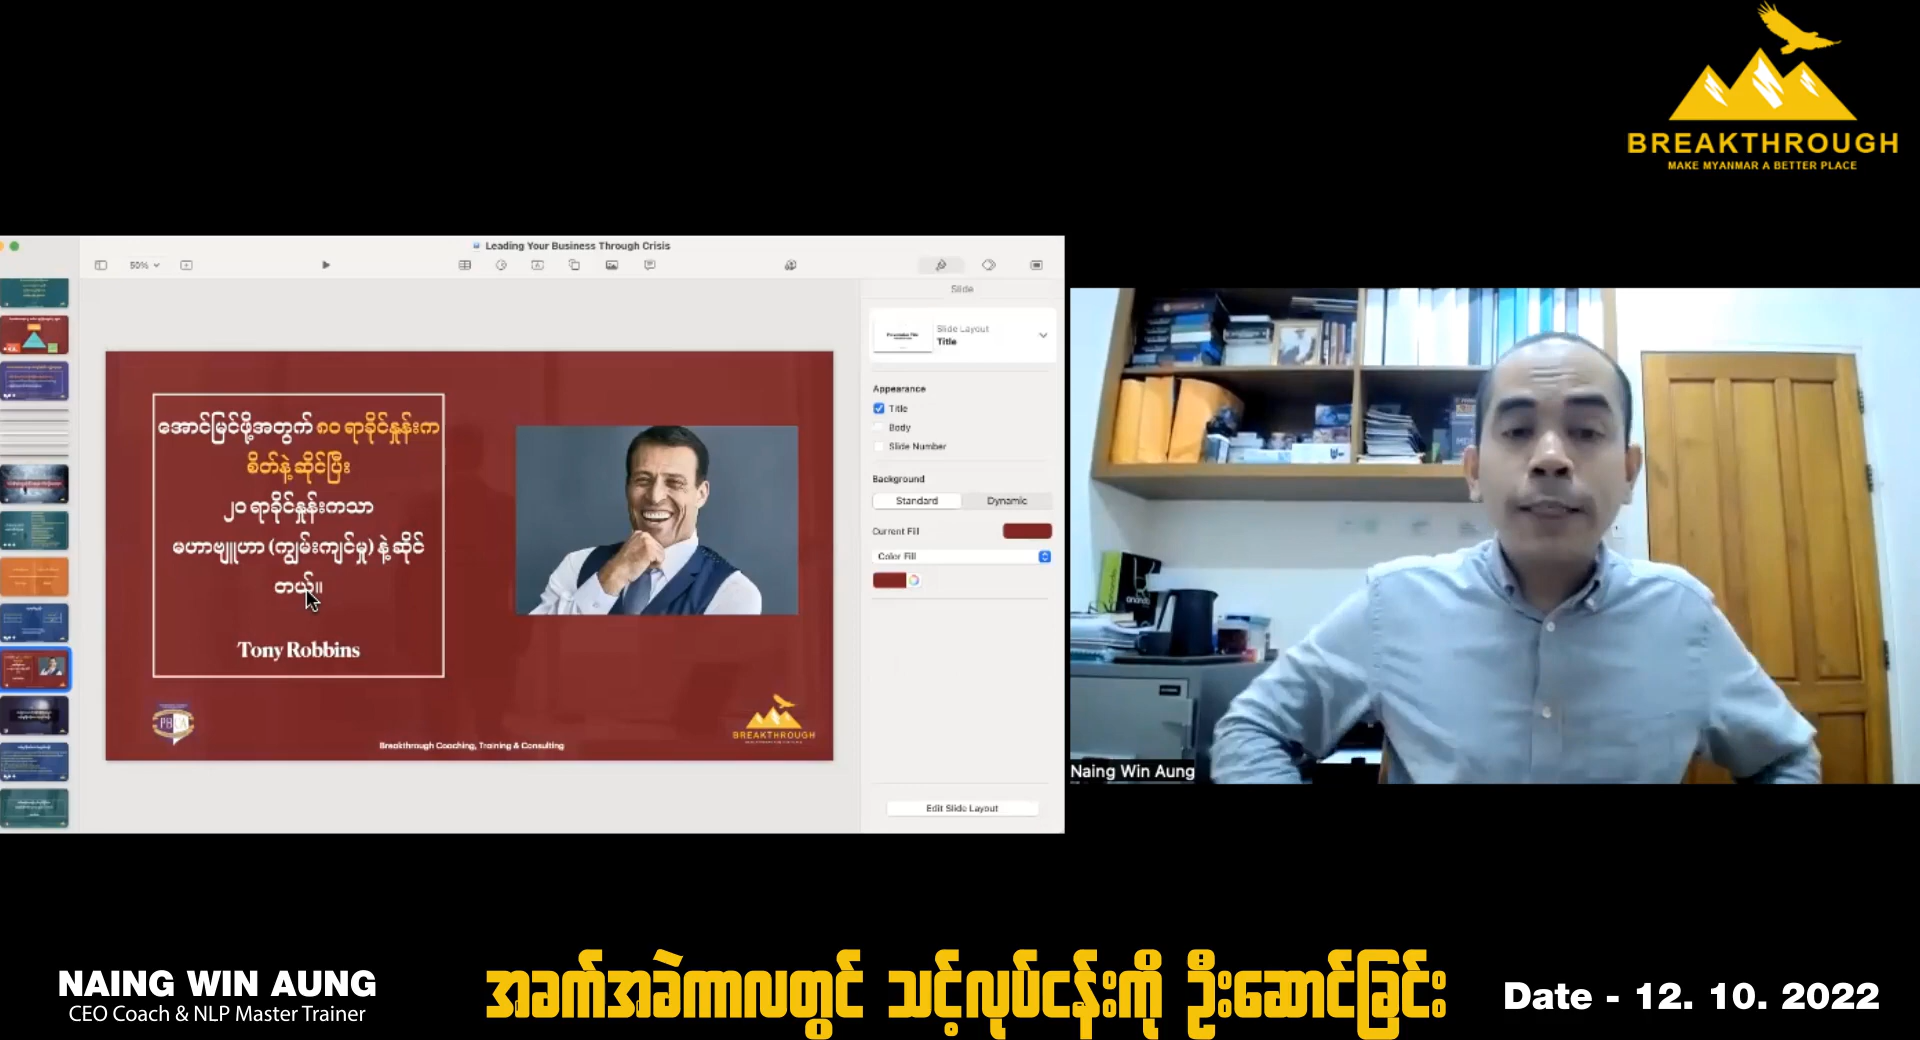 BREAKTHROUGH
MAKE MYANMAR A BETTER PLACE
Leading Your Business Through Crisis
50%
Slide
Slide Layout
Title
Appearance
Title
Body
Slide Number
Background
Standard Dynamic
Current Fill
Color Fill
Edit Slide Layout
အောင်မြင်ဖို့အတွက် ၈၀ ရာခိုင်နှုန်းက
စိတ်နဲ့ ဆိုင်ပြီး
၂၀ ရာခိုင်နှုန်းကသာ
မဟာဗျူဟာ (ကျွမ်းကျင်မှု) နဲ့ ဆိုင်
တယ်။
Tony Robbins
BREAKTHROUGH
Breakthrough Coaching, Training & Consulting
Naing Win Aung
NAING WIN AUNG
CEO Coach & NLP Master Trainer
အခက်အခဲကာလတွင် သင့်လုပ်ငန်းကို ဦးဆောင်ခြင်း
Date - 12. 10. 2022